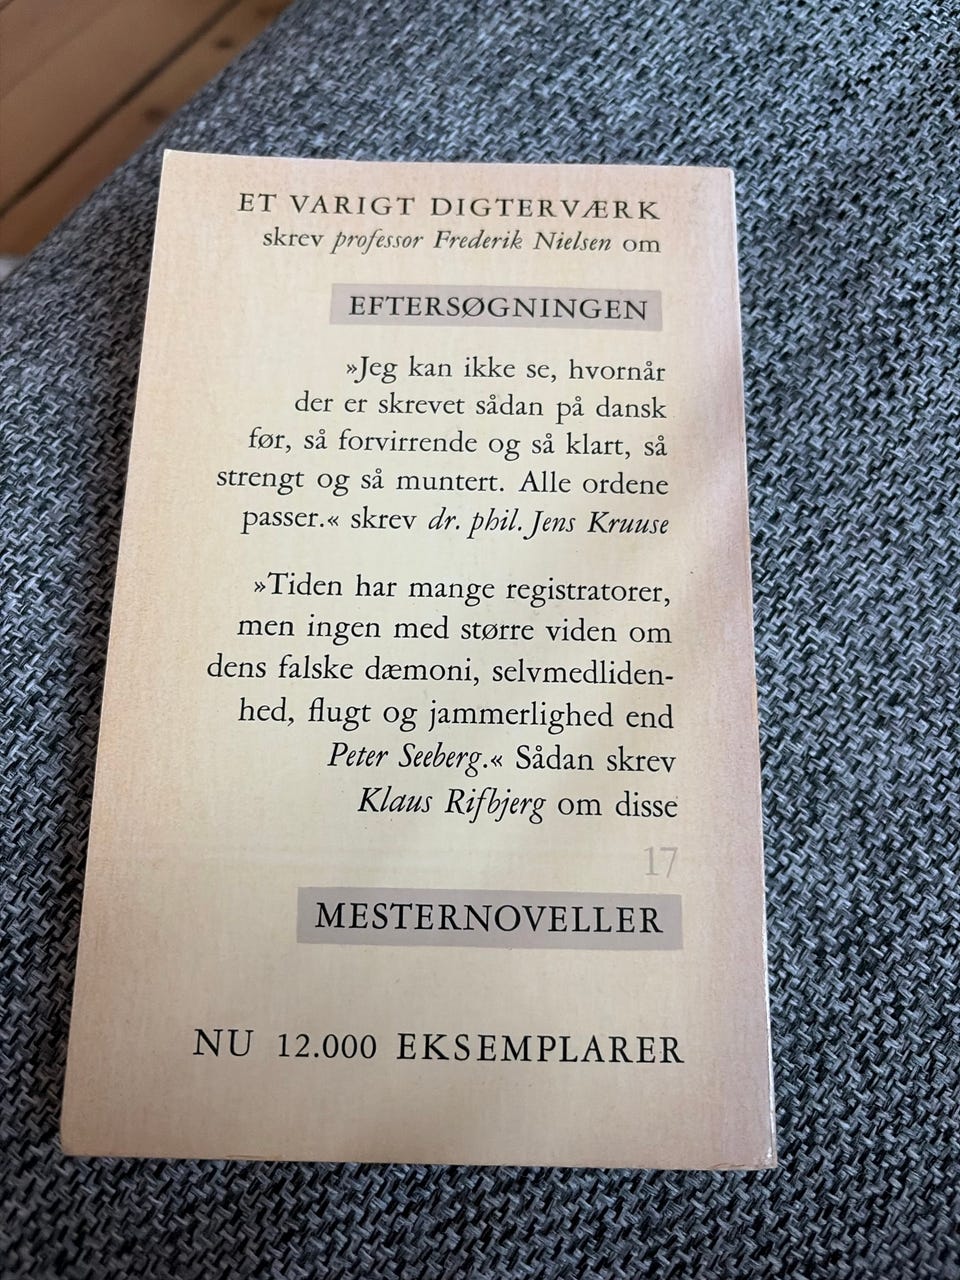 ET VARIGT DIGTERVÆRK
skrev professor Frederik Nielsen om
EFTERSØGNINGEN
»Jeg kan ikke se, hvornår
der er skrevet sådan på dansk
før, så forvirrende og så klart, så
strengt og så muntert. Alle ordene
passer.« skrev dr. phil. Jens Kruuse
»Tiden har mange registratorer,
men ingen med større viden om
dens falske dæmoni, selvmedliden-
hed, flugt og jammerlighed end
Peter Seeberg.« Sådan skrev
Klaus Rifbjerg om disse
17
MESTERNOVELLER
NU 12.000 EKSEMPLARER